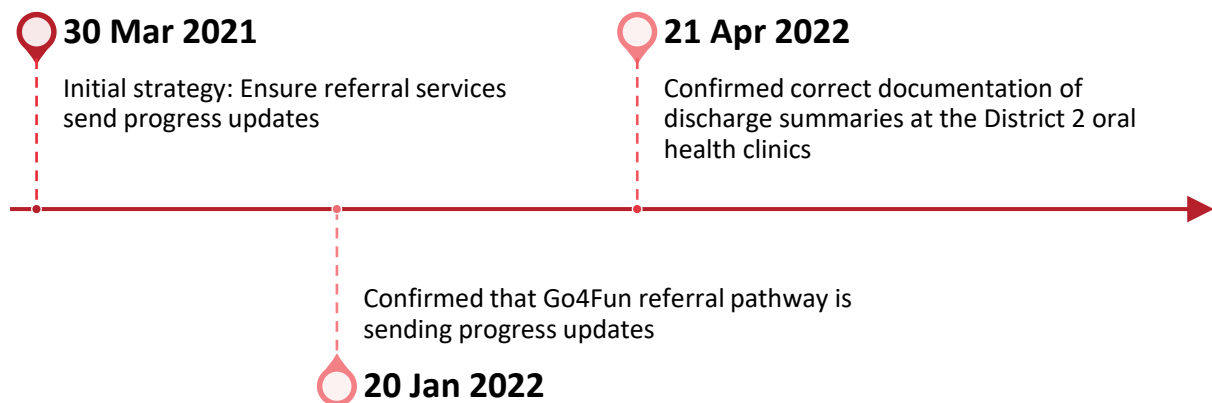 30 Mar 2021
Initial strategy: Ensure referral services
send progress updates
21 Apr 2022
Confirmed correct documentation of
discharge summaries at the District 2 oral
health clinics
Confirmed that Go4Fun referral pathway is
sending progress updates
20 Jan 2022